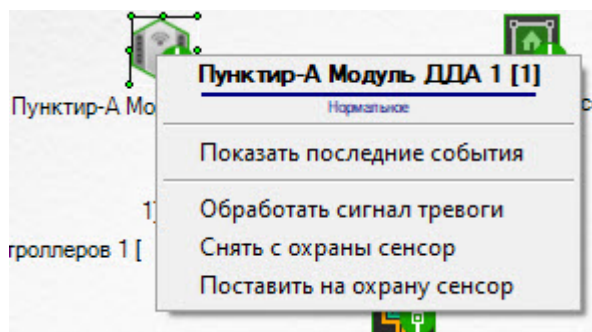 Пунктир-А Модуль ДДА 1 [1]
Нормальное
Пунктир-А Мо
с
Показать последние события
1]
Обработать сигнал тревоги
троллеров 1 [
Снять с охраны сенсор
Поставить на охрану сенсор